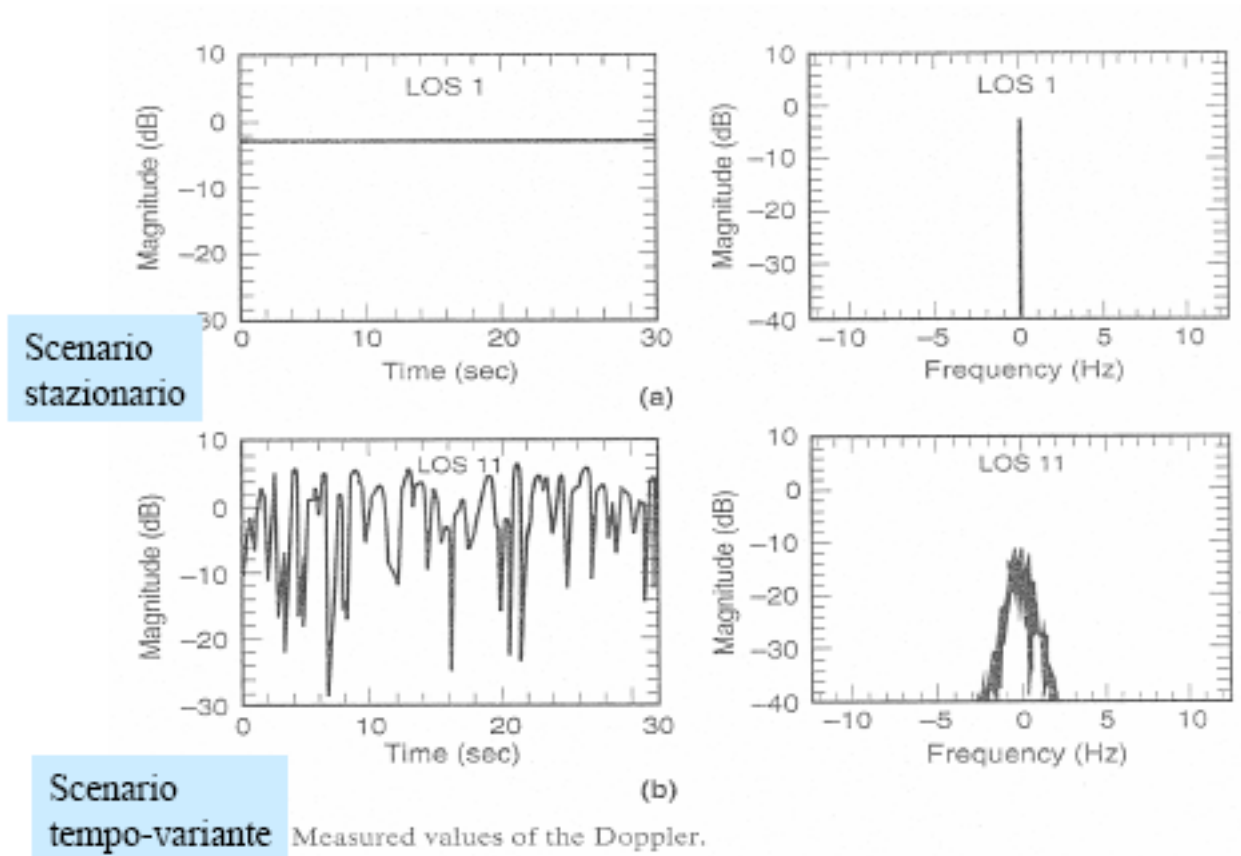 10
0
−10
−20
30
Magnitude (dB)
LOS 1
0
10
20
30
Time (sec)
10
0
−10
−20
−30
−40
Magnitude (dB)
LOS 1
−10
−5
0
5
10
Frequency (Hz)
(a)
Scenario
stazionario
10
0
−10
−20
−30
Magnitude (dB)
LOS 11
0
10
20
30
Time (sec)
10
0
−10
−20
−30
−40
Magnitude (dB)
LOS 11
−10
−5
0
5
10
Frequency (Hz)
(b)
Scenario
tempo-variante
Measured values of the Doppler.